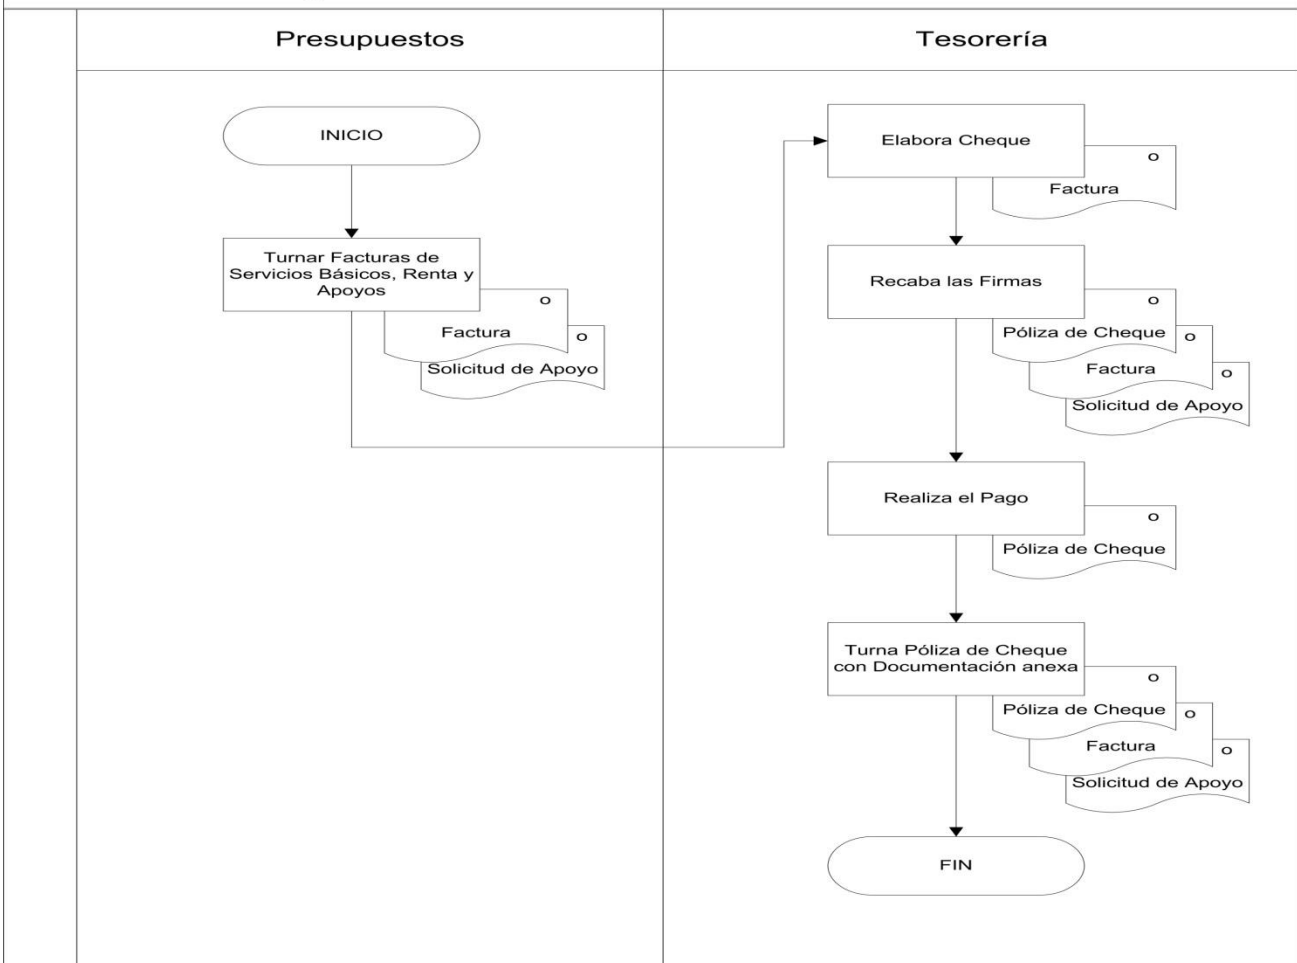 Presupuestos
Tesorería
INICIO
Turnar Facturas de
Servicios Básicos, Renta y
Apoyos
o
Factura
o
Solicitud de Apoyo
Elabora Cheque
o
Factura
Recaba las Firmas
o
Póliza de Cheque
o
Factura
o
Solicitud de Apoyo
Realiza el Pago
o
Póliza de Cheque
Turna Póliza de Cheque
con Documentación anexa
o
Póliza de Cheque
o
Factura
o
Solicitud de Apoyo
FIN